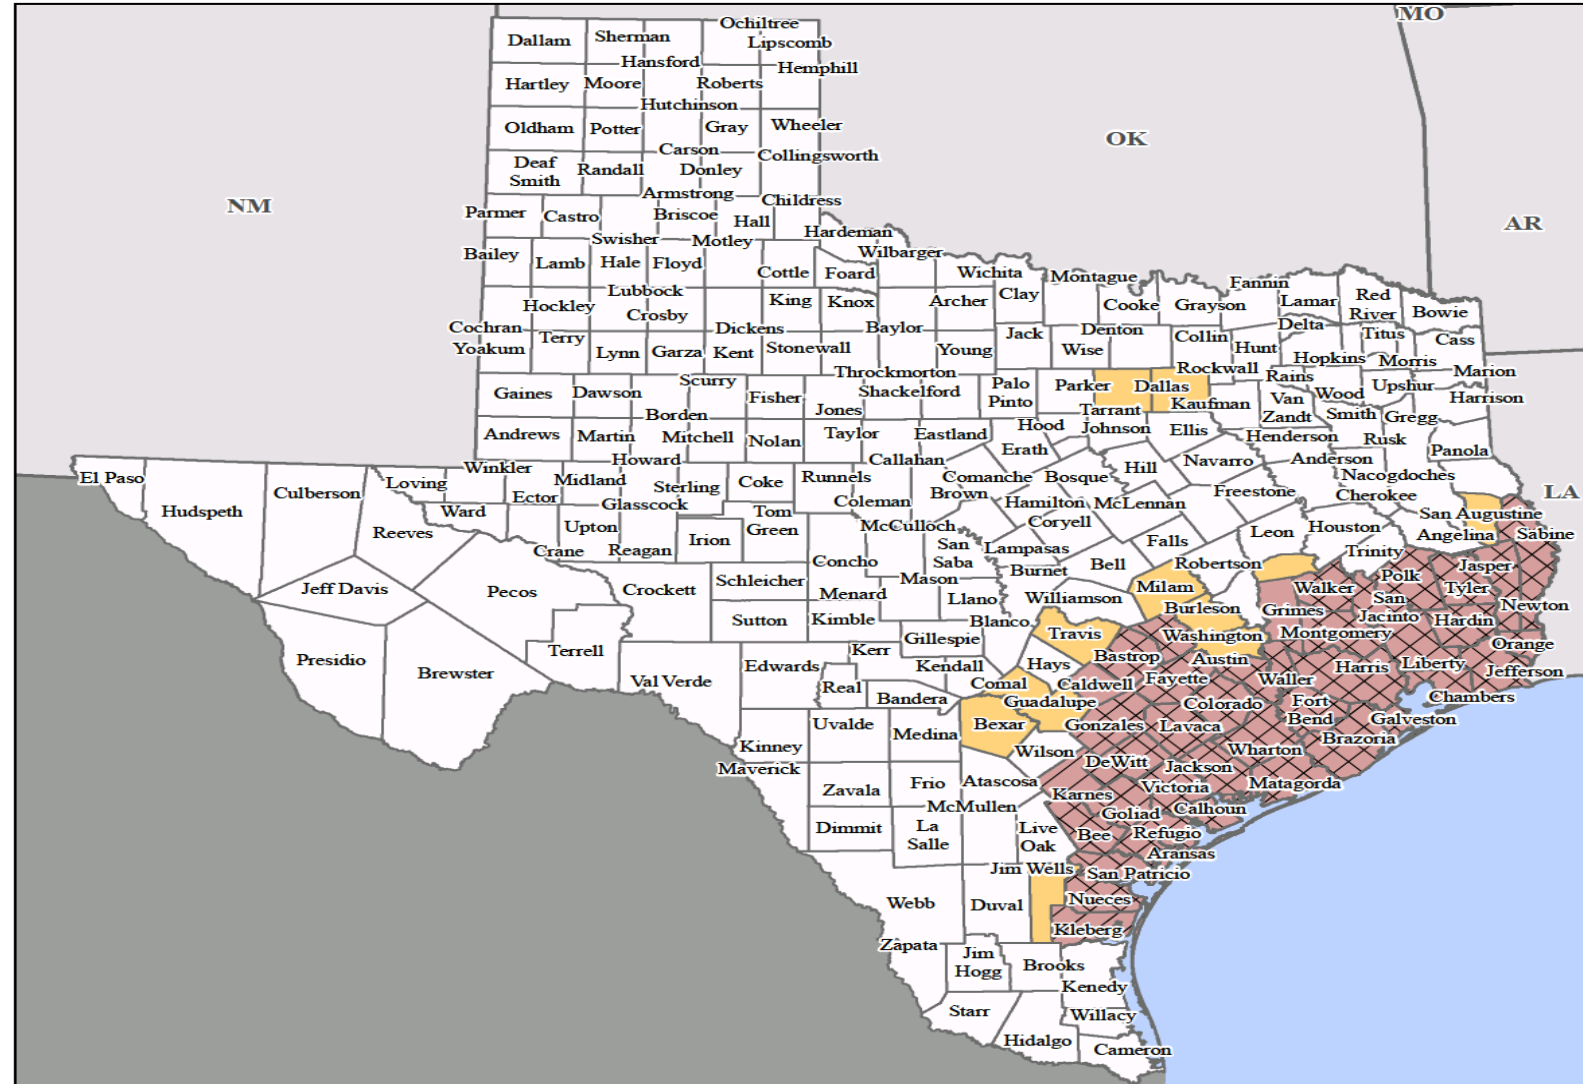 MO
Ochiltree
Dallam
Sherman
Lipscomb
Hansford
Hemphill
Hartley
Moore
Roberts
Hutchinson
Oldham
Potter
Gray
Wheeler
OK
Carson
Collingsworth
Deaf
Smith
Randall
Donley
Armstrong
Childress
NM
Parmer
Castro
Briscoe
Hall
AR
Hardeman
Swisher
Motley
Wilbarger
Bailey
Lamb
Hale
Floyd
Cottle
Foard
Wichita
Montague
Fannin
Lubbock
Hockley
Crosby
King
Knox
Archer
Clay
Cooke
Grayson
Lamar
Red
River
Bowie
Cochran
Dickens
Baylor
Denton
Delta
Titus
Yoakum
Terry
Lynn
Garza
Kent
Stonewall
Young
Jack
Wise
Collin
Hunt
Hopkins
Morris
Cass
Throckmorton
Rockwall
Rains
Marion
Gaines
Dawson
Scurry
Fisher
Jones
Shackelford
Palo
Pinto
Parker
Dallas
Kaufman
Van
Zandt
Wood
Upshur
Harrison
Borden
Tarrant
Smith
Gregg
Andrews
Martin
Mitchell
Nolan
Taylor
Eastland
Hood
Johnson
Ellis
Henderson
Rusk
Panola
Erath
Howard
Callahan
Anderson
El Paso
Culberson
Loving
Winkler
Midland
Sterling
Coke
Runnels
Comanche
Bosque
Hill
Navarro
Nacogdoches
Hudspeth
Ector
Glasscock
Coleman
Brown
Hamilton
McLennan
Freestone
Cherokee
LA
Ward
Tom
Green
Coryell
San Augustine
Reeves
Upton
Irion
McCulloch
Leon
Houston
Angelina
Sabine
Crane
Reagan
San
Saba
Lampasas
Falls
Trinity
Concho
Burnet
Bell
Robertson
Jasper
Jeff Davis
Pecos
Crockett
Schleicher
Menard
Mason
Llano
Williamson
Milam
Walker
Polk
Tyler
Newton
Sutton
Kimble
Blanco
Burleson
Grimes
San
Jacinto
Hardin
Gillespie
Travis
Washington
Montgomery
Orange
Presidio
Brewster
Terrell
Val Verde
Edwards
Kerr
Kendall
Hays
Bastrop
Austin
Harris
Liberty
Jefferson
Real
Bandera
Comal
Caldwell
Fayette
Waller
Chambers
Guadalupe
Colorado
Fort
Bend
Galveston
Uvalde
Medina
Bexar
Gonzales
Lavaca
Brazoria
Kinney
Wilson
Wharton
Maverick
DeWitt
Jackson
Zavala
Frio
Atascosa
Karnes
Victoria
Matagorda
McMullen
Goliad
Calhoun
Dimmit
La
Salle
Live
Oak
Bee
Refugio
Aransas
Jim Wells
San Patricio
Webb
Duval
Nueces
Kleberg
Zapata
Jim
Hogg
Brooks
Kenedy
Starr
Willacy
Hidalgo
Cameron